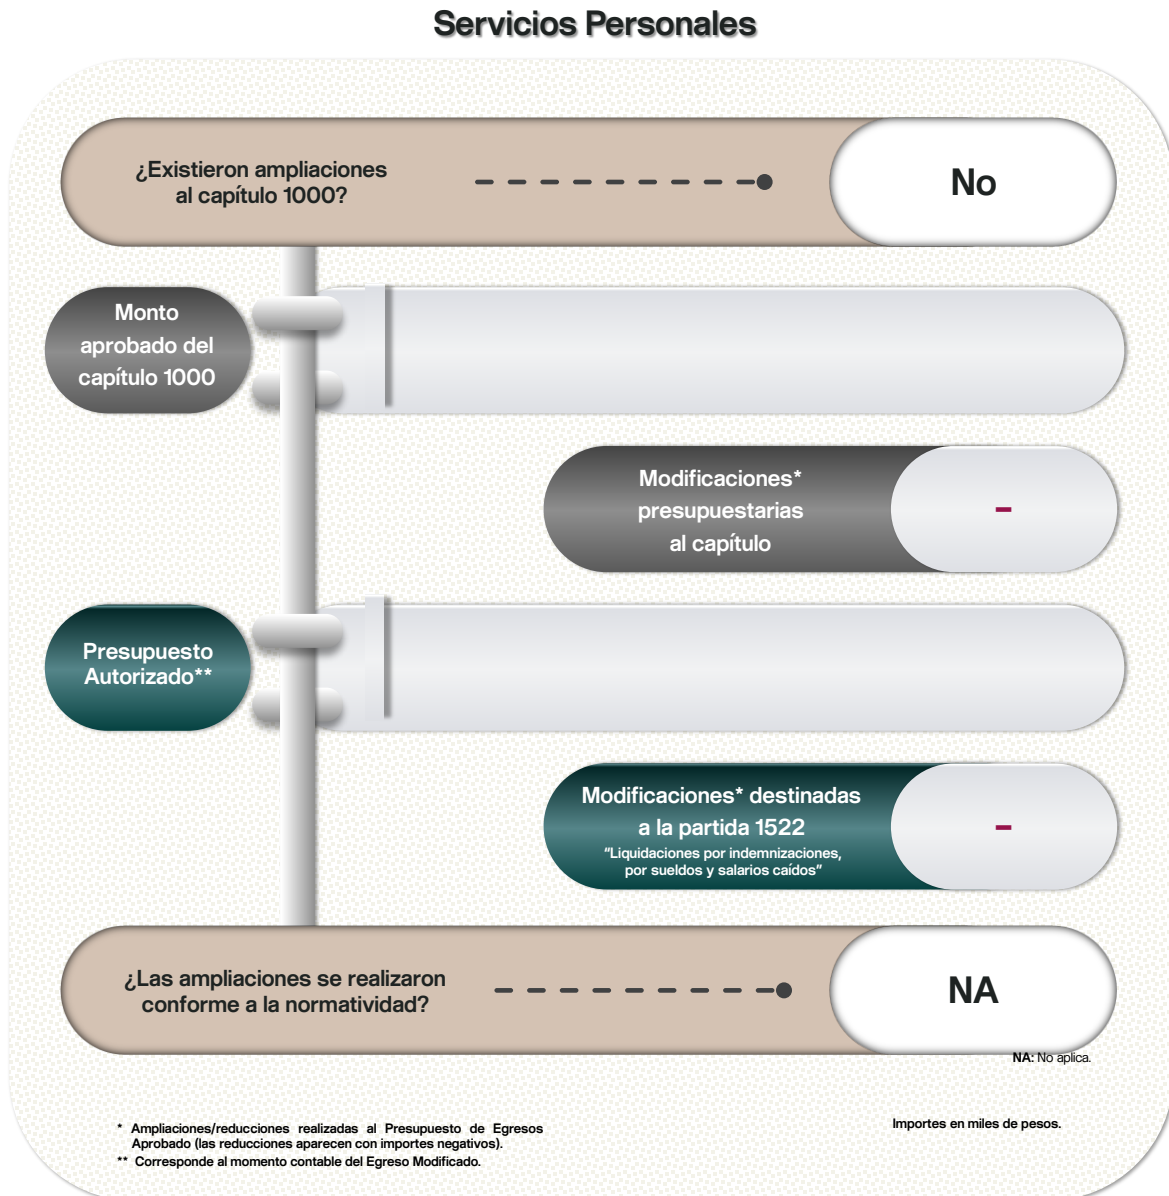 Servicios Personales
¿Existieron ampliaciones
al capítulo 1000?
No
Monto
aprobado del
capítulo 1000
Modificaciones*
presupuestarias
al capítulo
-
Presupuesto
Autorizado**
Modificaciones* destinadas
a la partida 1522
"Liquidaciones por indemnizaciones,
por sueldos y salarios caídos"
-
¿Las ampliaciones se realizaron
conforme a la normatividad?
NA
NA: No aplica.
* Ampliaciones/reducciones realizadas al Presupuesto de Egresos
Aprobado (las reducciones aparecen con importes negativos).
** Corresponde al momento contable del Egreso Modificado.
Importes en miles de pesos.